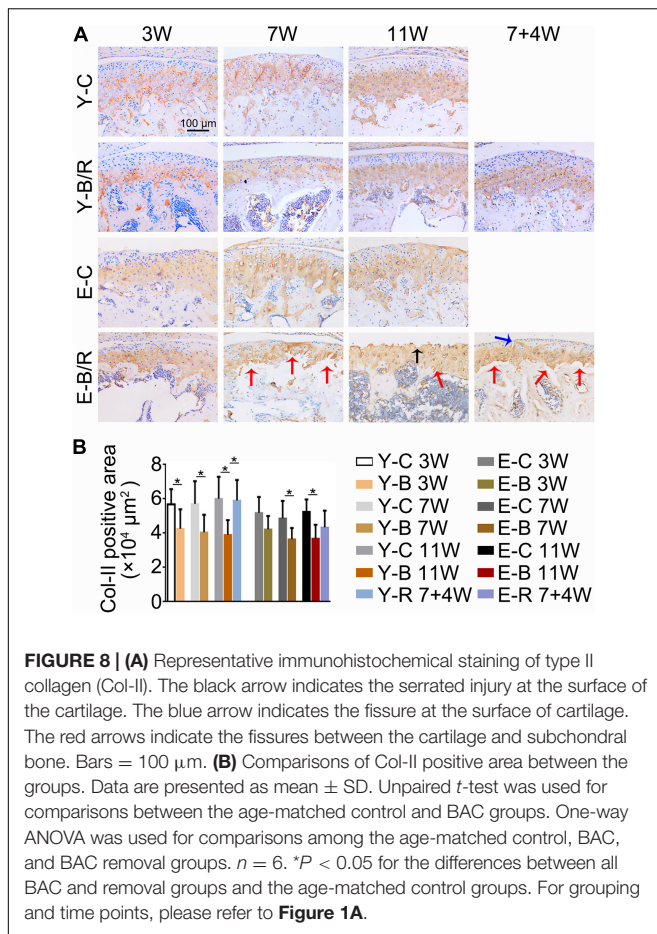 A
3W 7W 11W 7+4W
Y-C
100 μm
Y-B/R
E-C
E-B/R
B
Col-II positive area
(×10⁴ μm²)
8
6
4
2
0
* * * * * *
Y-C 3W E-C 3W
Y-B 3W E-B 3W
Y-C 7W E-C 7W
Y-B 7W E-B 7W
Y-C 11W E-C 11W
Y-B 11W E-B 11W
Y-R 7+4W E-R 7+4W
FIGURE 8 | (A) Representative immunohistochemical staining of type II
collagen (Col-II). The black arrow indicates the serrated injury at the surface of
the cartilage. The blue arrow indicates the fissure at the surface of cartilage.
The red arrows indicate the fissures between the cartilage and subchondral
bone. Bars = 100 μm. (B) Comparisons of Col-II positive area between the
groups. Data are presented as mean ± SD. Unpaired t-test was used for
comparisons between the age-matched control and BAC groups. One-way
ANOVA was used for comparisons among the age-matched control, BAC,
and BAC removal groups. n = 6. *P < 0.05 for the differences between all
BAC and removal groups and the age-matched control groups. For grouping
and time points, please refer to Figure 1A.